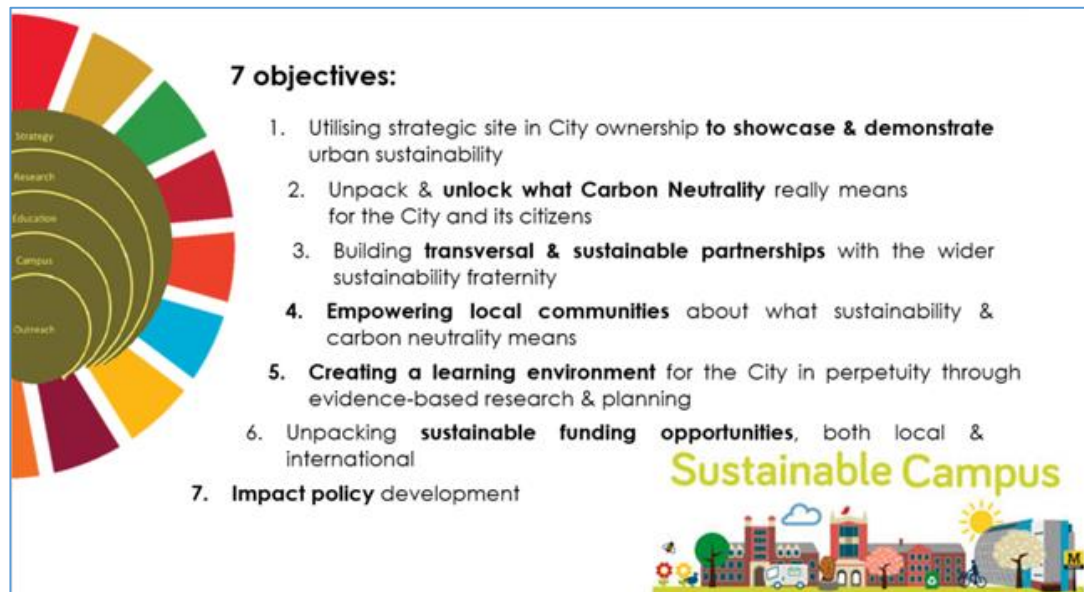 7 objectives:
1. Utilising strategic site in City ownership to showcase & demonstrate
urban sustainability
2. Unpack & unlock what Carbon Neutrality really means
for the City and its citizens
3. Building transversal & sustainable partnerships with the wider
sustainability fraternity
4. Empowering local communities about what sustainability &
carbon neutrality means
5. Creating a learning environment for the City in perpetuity through
evidence-based research & planning
6. Unpacking sustainable funding opportunities, both local &
international
7. Impact policy development
Strategy
Research
Education
Campus
Outreach
Sustainable Campus
M